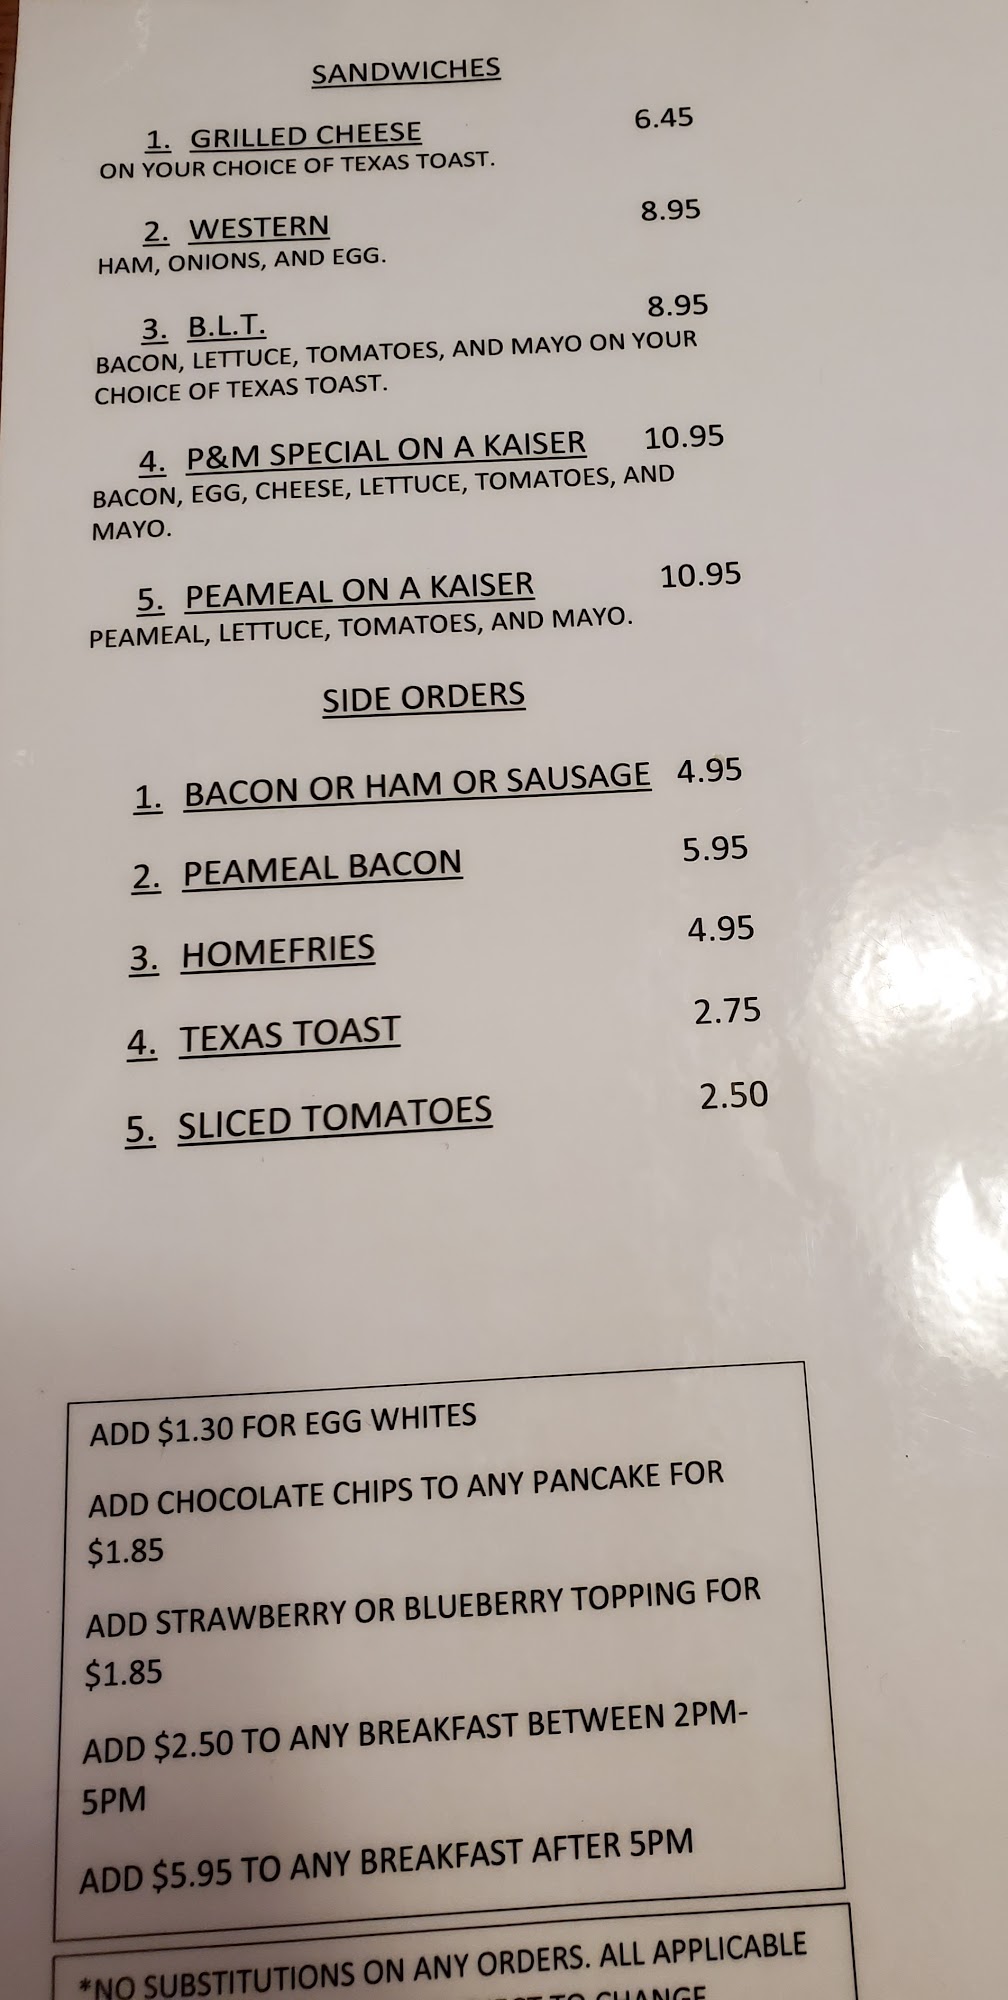 SANDWICHES
1. GRILLED CHEESE 6.45
ON YOUR CHOICE OF TEXAS TOAST.
2. WESTERN 8.95
HAM, ONIONS, AND EGG.
3. B.L.T. 8.95
BACON, LETTUCE, TOMATOES, AND MAYO ON YOUR
CHOICE OF TEXAS TOAST.
4. P&M SPECIAL ON A KAISER 10.95
BACON, EGG, CHEESE, LETTUCE, TOMATOES, AND
MAYO.
5. PEAMEAL ON A KAISER 10.95
PEAMEAL, LETTUCE, TOMATOES, AND MAYO.
SIDE ORDERS
1. BACON OR HAM OR SAUSAGE 4.95
2. PEAMEAL BACON 5.95
3. HOMEFRIES 4.95
4. TEXAS TOAST 2.75
5. SLICED TOMATOES 2.50
ADD $1.30 FOR EGG WHITES
ADD CHOCOLATE CHIPS TO ANY PANCAKE FOR
$1.85
ADD STRAWBERRY OR BLUEBERRY TOPPING FOR
$1.85
ADD $2.50 TO ANY BREAKFAST BETWEEN 2PM-
5PM
ADD $5.95 TO ANY BREAKFAST AFTER 5PM
*NO SUBSTITUTIONS ON ANY ORDERS. ALL APPLICABLE
TO CHANGE